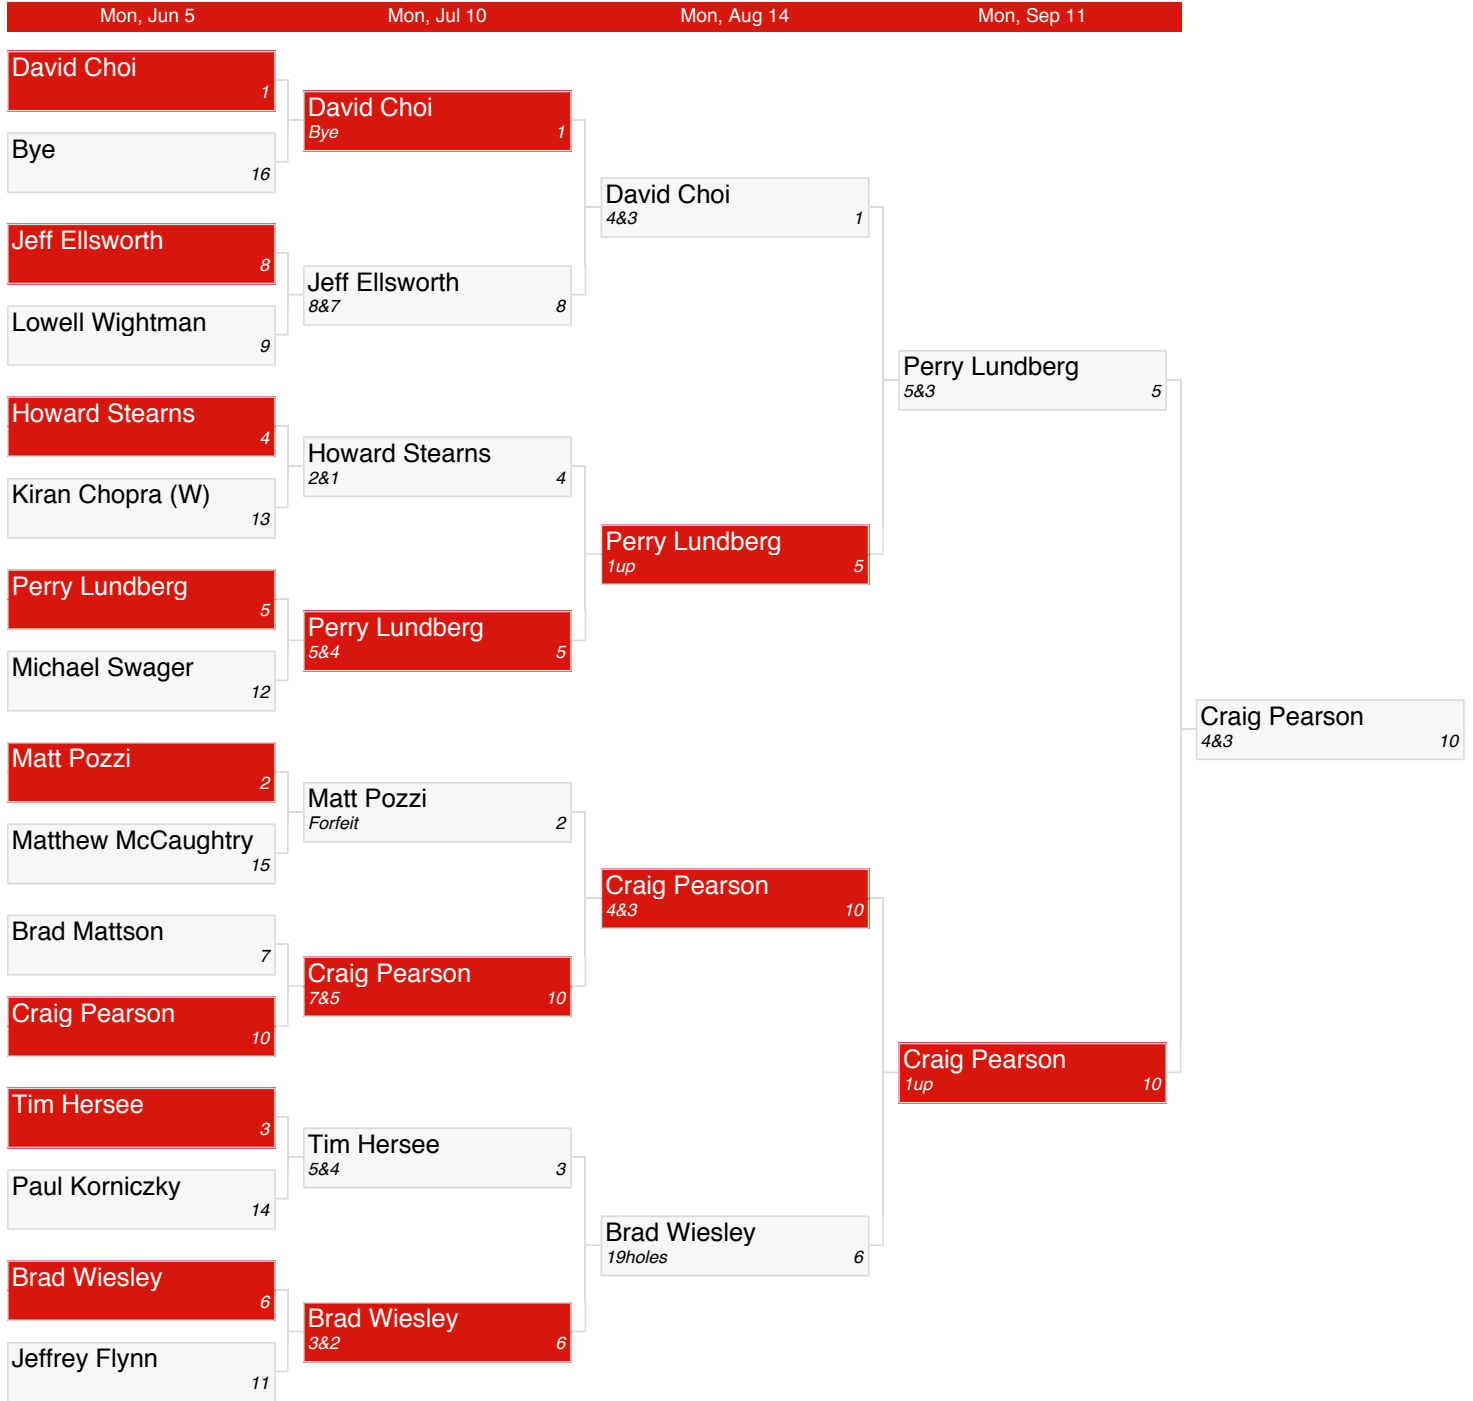 Mon, Jun 5
Mon, Jul 10
Mon, Aug 14
Mon, Sep 11
David Choi
1
Bye
16
Jeff Ellsworth
8
Lowell Wightman
9
Howard Stearns
4
Kiran Chopra (W)
13
Perry Lundberg
5
Michael Swager
12
Matt Pozzi
2
Matthew McCaughtry
15
Brad Mattson
7
Craig Pearson
10
Tim Hersee
3
Paul Korniczky
14
Brad Wiesley
6
Jeffrey Flynn
11
David Choi
Bye 1
Jeff Ellsworth
8&7 8
Howard Stearns
2&1 4
Perry Lundberg
5&4 5
Matt Pozzi
Forfeit 2
Craig Pearson
7&5 10
Tim Hersee
5&4 3
Brad Wiesley
3&2 6
David Choi
4&3 1
Perry Lundberg
1up 5
Craig Pearson
4&3 10
Brad Wiesley
19holes 6
Perry Lundberg
5&3 5
Craig Pearson
1up 10
Craig Pearson
4&3 10